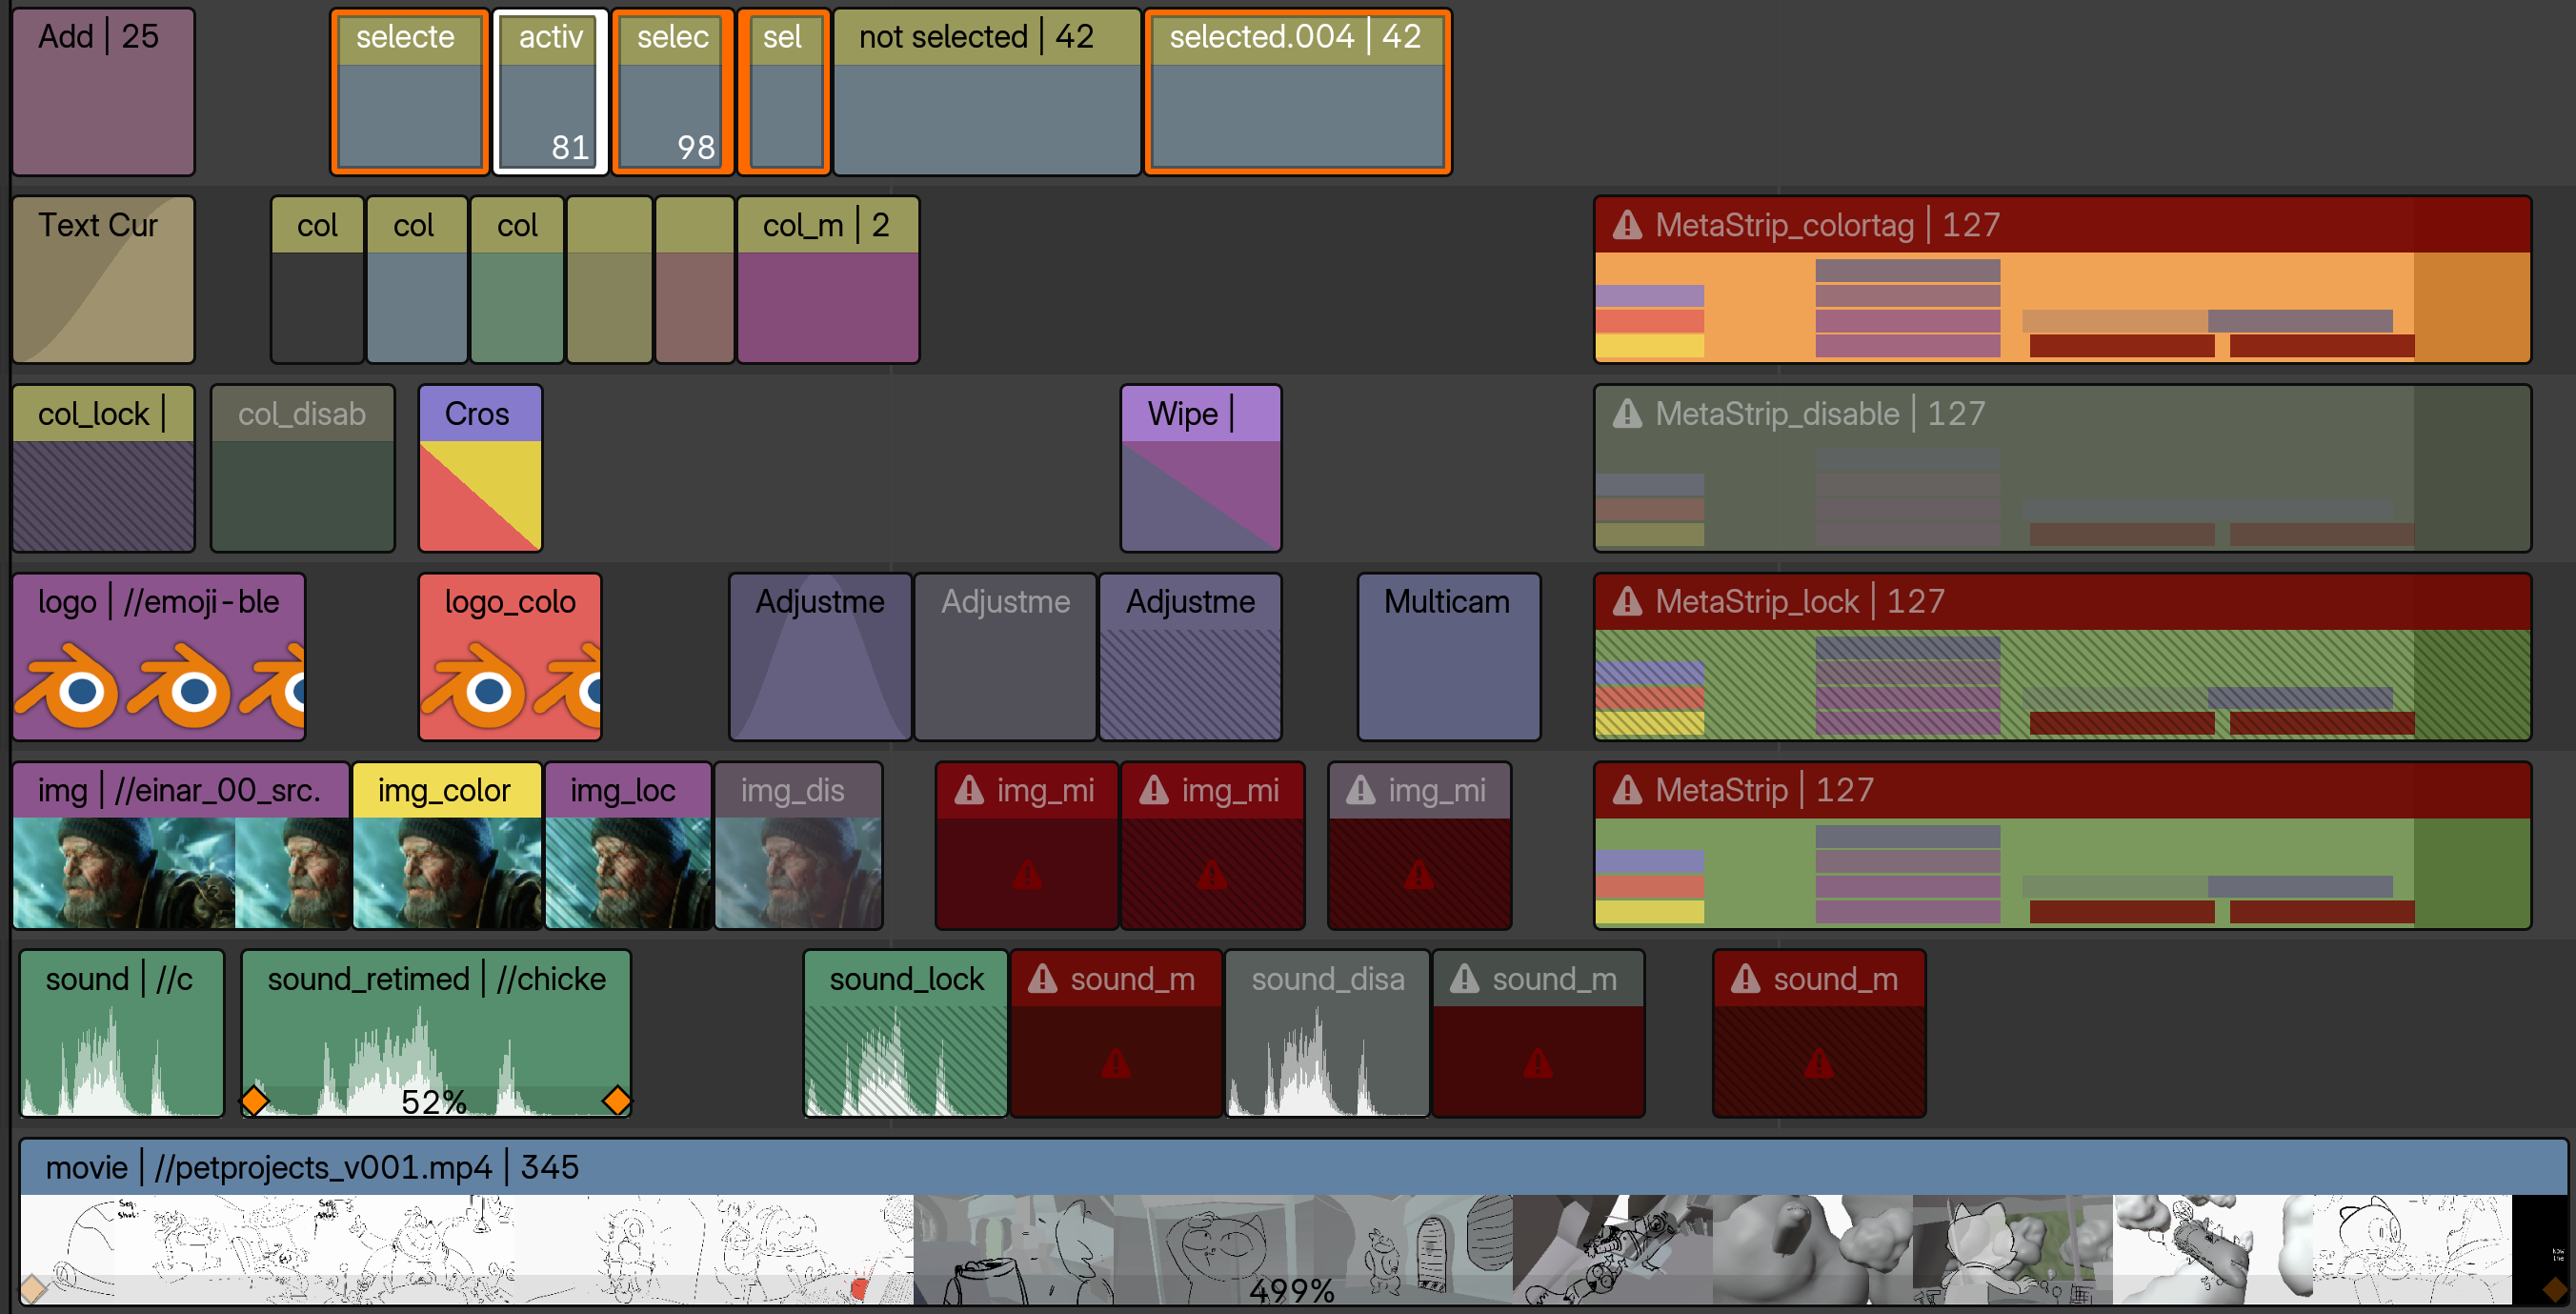 Add | 25
selecte
activ
81
selec
98
sel
not selected | 42
selected.004 | 42
Text Cur
col
col
col
col_m | 2
MetaStrip_colortag | 127
col_lock |
col_disab
Cros
Wipe |
MetaStrip_disable | 127
logo | //emoji-ble
logo_colo
Adjustme
Adjustme
Adjustme
Multicam
MetaStrip_lock | 127
img | //einar_00_src.
img_color
img_loc
img_dis
img_mi
img_mi
img_mi
MetaStrip | 127
sound | //c
sound_retimed | //chicke
52%
sound_lock
sound_m
sound_disa
sound_m
sound_m
movie | //petprojects_v001.mp4 | 345
499%